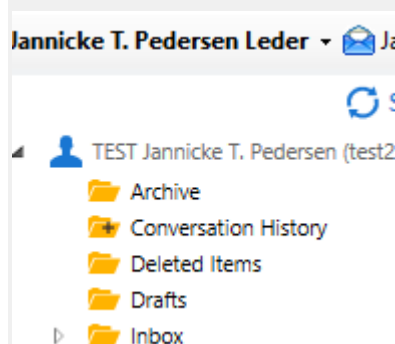 Jannicke T. Pedersen Leder
TEST Jannicke T. Pedersen (test2
Archive
Conversation History
Deleted Items
Drafts
Inbox